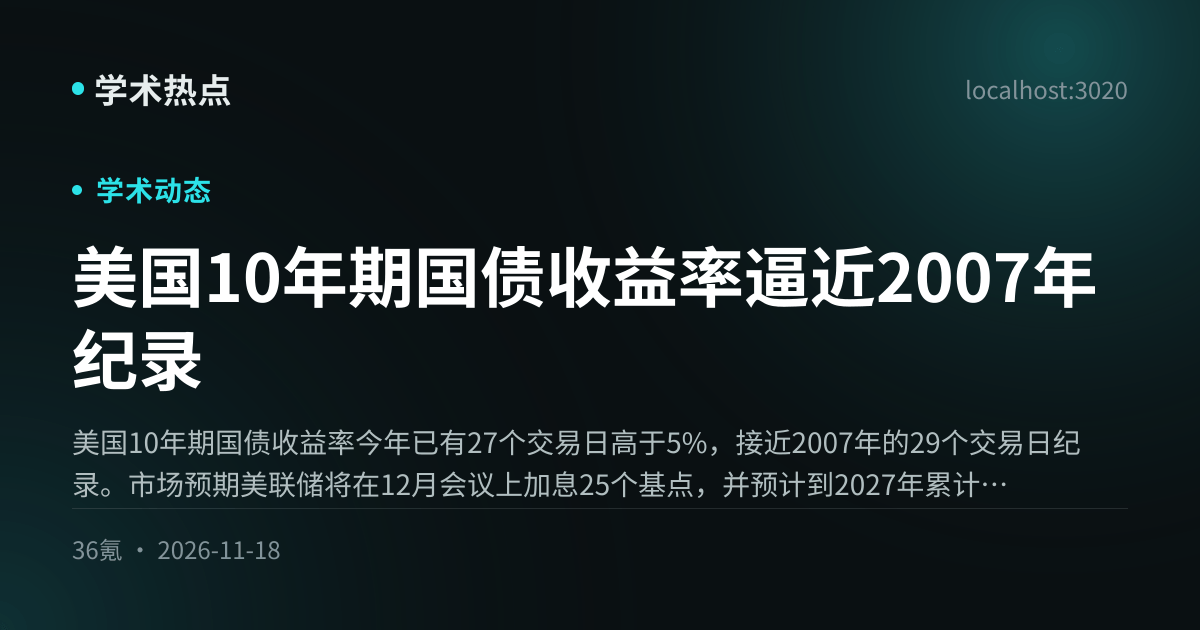 学术热点
localhost:3020
学术动态
美国10年期国债收益率逼近2007年
纪录
美国10年期国债收益率今年已有27个交易日高于5%，接近2007年的29个交易日纪
录。市场预期美联储将在12月会议上加息25个基点，并预计到2027年累计…
36氪 · 2026-11-18